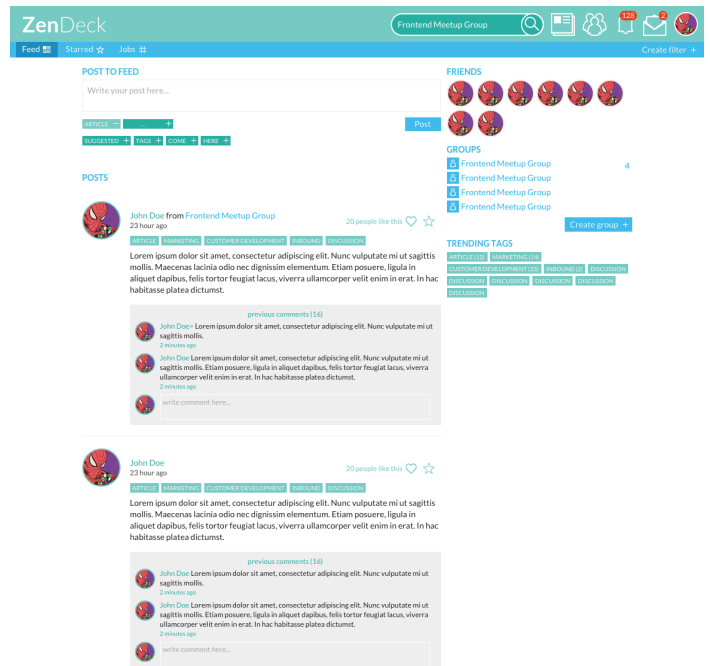 ZenDeck
Frontend Meetup Group
128
2
Feed
Starred
Jobs
Create filter +
POST TO FEED
Write your post here...
ARTICLE −
... +
Post
SUGGESTED + TAGS + COME + HERE +
POSTS
John Doe from Frontend Meetup Group
23 hour ago
20 people like this
ARTICLE MARKETING CUSTOMER DEVELOPMENT INBOUND DISCUSSION
Lorem ipsum dolor sit amet, consectetur adipiscing elit. Nunc vulputate mi ut sagittis
mollis. Maecenas lacinia odio nec dignissim elementum. Etiam posuere, ligula in
aliquet dapibus, felis tortor feugiat lacus, viverra ullamcorper velit enim in erat. In hac
habitasse platea dictumst.
previous comments (16)
John Doe> Lorem ipsum dolor sit amet, consectetur adipiscing elit. Nunc vulputate mi ut
sagittis mollis.
2 minutes ago
John Doe Lorem ipsum dolor sit amet, consectetur adipiscing elit. Nunc vulputate mi ut
sagittis mollis. Etiam posuere, ligula in aliquet dapibus, felis tortor feugiat lacus, viverra
ullamcorper velit enim in erat. In hac habitasse platea dictumst.
2 minutes ago
write comment here...
John Doe
23 hour ago
20 people like this
ARTICLE MARKETING CUSTOMER DEVELOPMENT INBOUND DISCUSSION
Lorem ipsum dolor sit amet, consectetur adipiscing elit. Nunc vulputate mi ut sagittis
mollis. Maecenas lacinia odio nec dignissim elementum. Etiam posuere, ligula in
aliquet dapibus, felis tortor feugiat lacus, viverra ullamcorper velit enim in erat. In hac
habitasse platea dictumst.
previous comments (16)
John Doe Lorem ipsum dolor sit amet, consectetur adipiscing elit. Nunc vulputate mi ut
sagittis mollis.
2 minutes ago
John Doe Lorem ipsum dolor sit amet, consectetur adipiscing elit. Nunc vulputate mi ut
sagittis mollis. Etiam posuere, ligula in aliquet dapibus, felis tortor feugiat lacus, viverra
ullamcorper velit enim in erat. In hac habitasse platea dictumst.
2 minutes ago
write comment here...
FRIENDS
GROUPS
Frontend Meetup Group 4
Frontend Meetup Group
Frontend Meetup Group
Frontend Meetup Group
Create group +
TRENDING TAGS
ARTICLE (12) MARKETING (14)
CUSTOMER DEVELOPMENT (33) INBOUND (2) DISCUSSION
DISCUSSION DISCUSSION DISCUSSION DISCUSSION
DISCUSSION